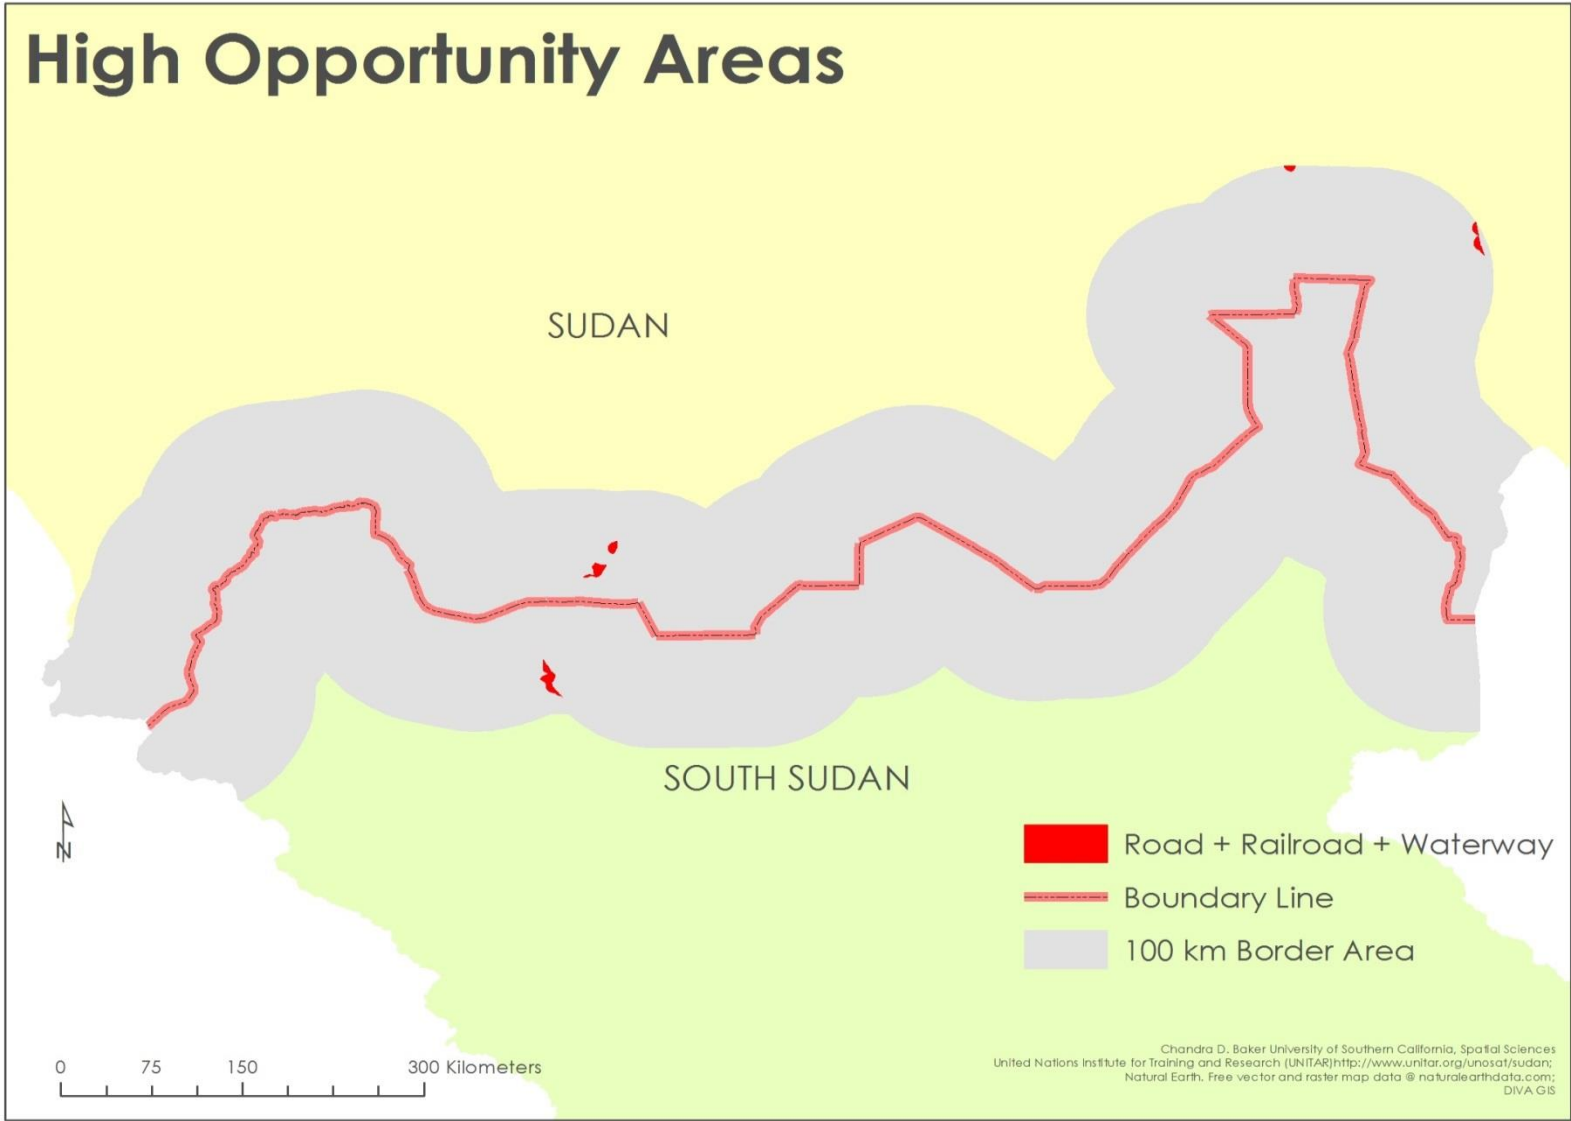 High Opportunity Areas
SUDAN
SOUTH SUDAN
Road + Railroad + Waterway
Boundary Line
100 km Border Area
N
0 75 150 300 Kilometers
Chandra D. Baker University of Southern California, Spatial Sciences
United Nations Institute for Training and Research (UNITAR)http://www.unitar.org/unosat/sudan;
Natural Earth. Free vector and raster map data @ naturalearthdata.com;
DIVA GIS